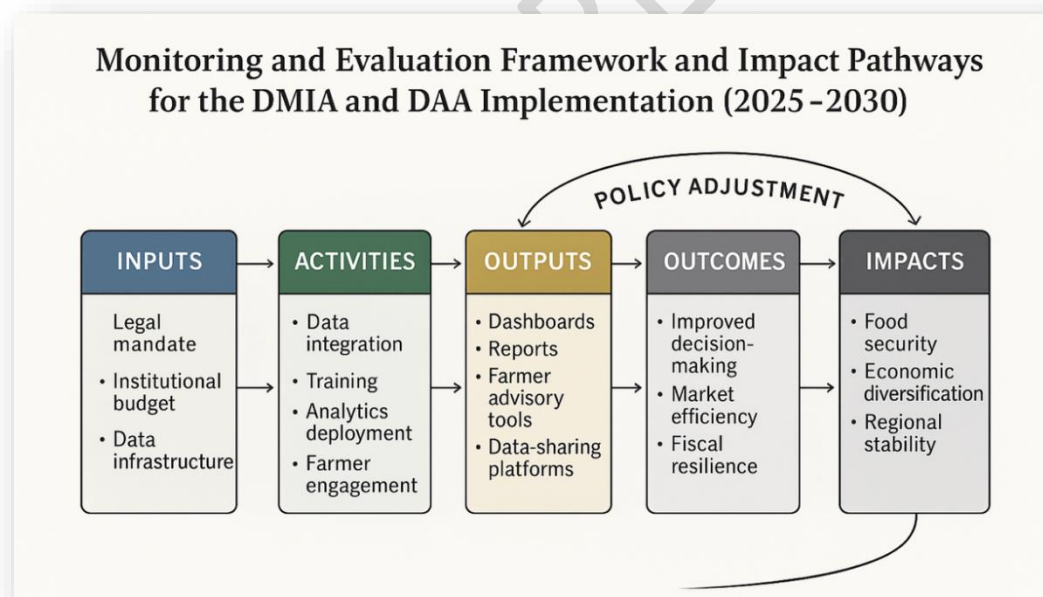 Monitoring and Evaluation Framework and Impact Pathways
for the DMIA and DAA Implementation (2025–2030)
POLICY ADJUSTMENT
INPUTS
Legal
mandate
• Institutional
budget
• Data
infrastructure
ACTIVITIES
• Data
integration
• Training
• Analytics
deployment
• Farmer
engagement
OUTPUTS
• Dashboards
• Reports
• Farmer
advisory
tools
• Data-sharing
platforms
OUTCOMES
• Improved
decision-
making
• Market
efficiency
• Fiscal
resilience
IMPACTS
• Food
security
• Economic
diversification
• Regional
stability